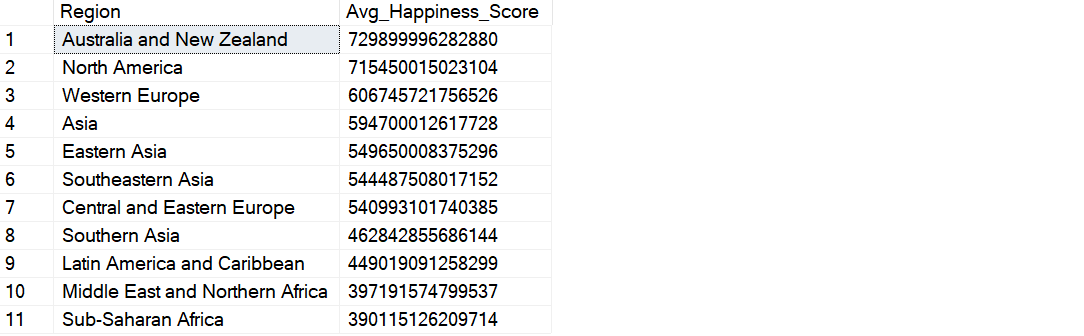 Region Avg_Happiness_Score
1 Australia and New Zealand 729899996282880
2 North America 715450015023104
3 Western Europe 606745721756526
4 Asia 594700012617728
5 Eastern Asia 549650008375296
6 Southeastern Asia 544487508017152
7 Central and Eastern Europe 540993101740385
8 Southern Asia 462842855686144
9 Latin America and Caribbean 449019091258299
10 Middle East and Northern Africa 397191574799537
11 Sub-Saharan Africa 390115126209714